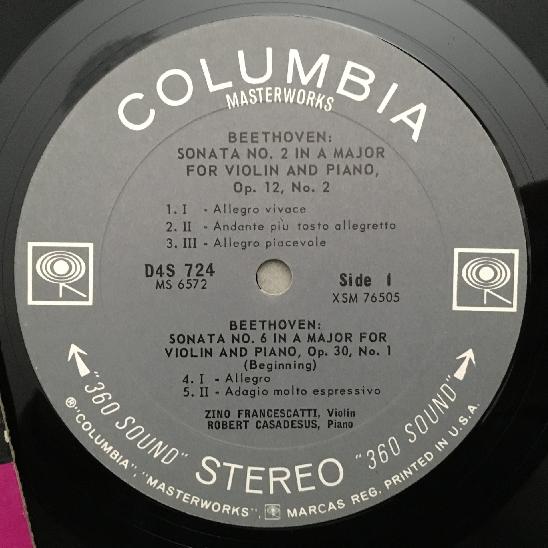 COLUMBIA
MASTERWORKS
BEETHOVEN:
SONATA NO. 2 IN A MAJOR
FOR VIOLIN AND PIANO,
Op. 12, No. 2
1. I - Allegro vivace
2. II - Andante più tosto allegretto
3. III - Allegro piacevole
D4S 724
MS 6572
Side 1
XSM 76505
BEETHOVEN:
SONATA NO. 6 IN A MAJOR FOR
VIOLIN AND PIANO, Op. 30, No. 1
(Beginning)
4. I - Allegro
5. II - Adagio molto espressivo
ZINO FRANCESCATTI, Violin
ROBERT CASADESUS, Piano
"360 SOUND" STEREO "360 SOUND"
®"COLUMBIA", "MASTERWORKS", MARCAS REG. PRINTED IN U.S.A.